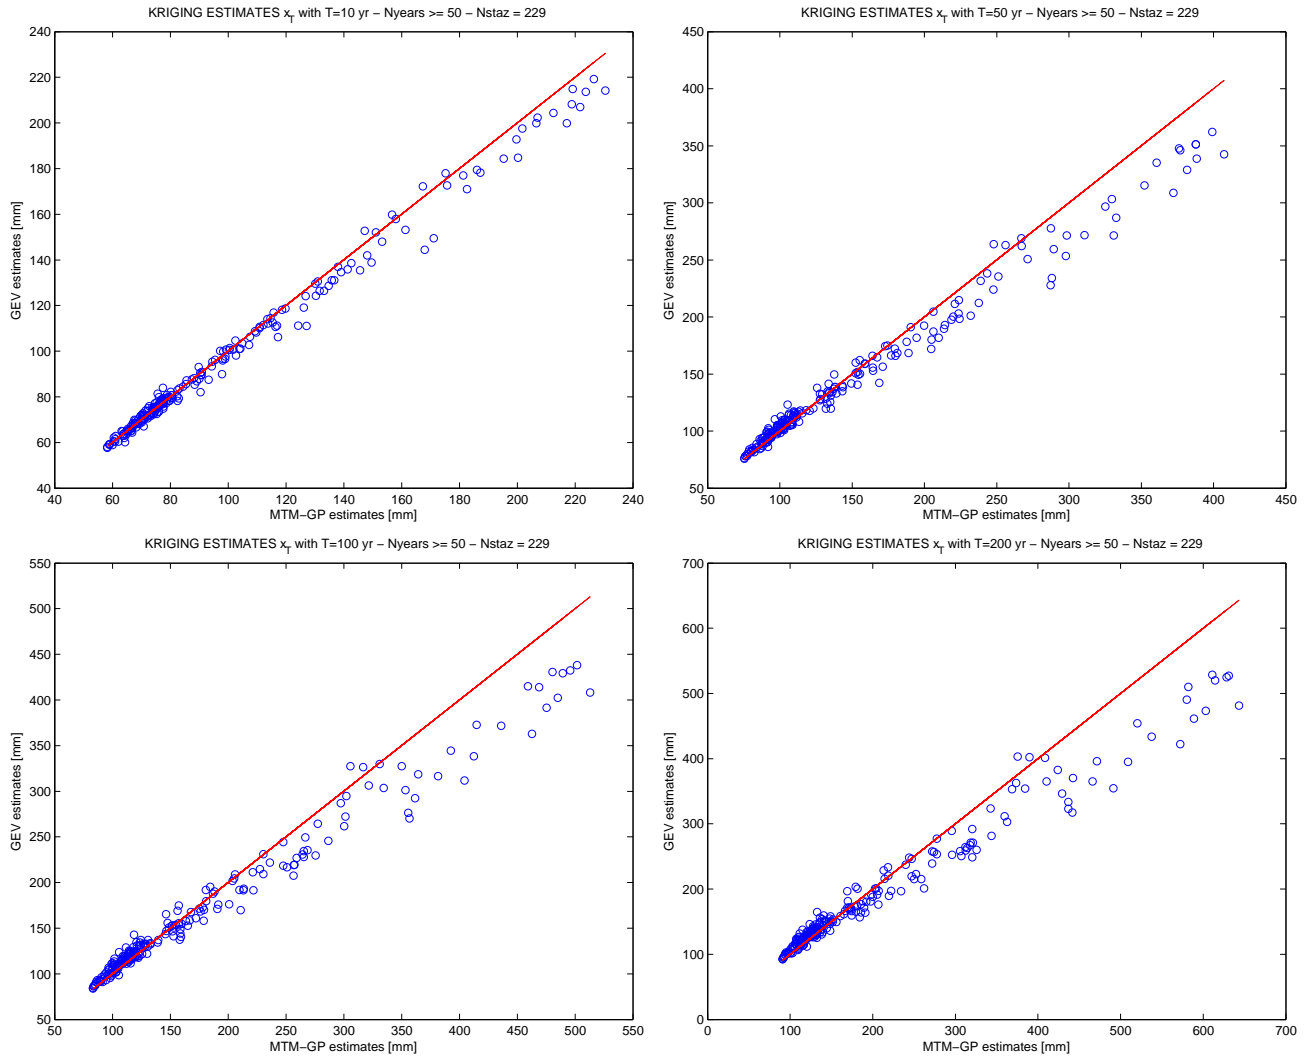 KRIGING ESTIMATES x_T with T=10 yr − Nyears >= 50 − Nstaz = 229
240
220
200
180
160
140
120
100
80
60
40
GEV estimates [mm]
40 60 80 100 120 140 160 180 200 220 240
MTM−GP estimates [mm]
KRIGING ESTIMATES x_T with T=50 yr − Nyears >= 50 − Nstaz = 229
450
400
350
300
250
200
150
100
50
GEV estimates [mm]
50 100 150 200 250 300 350 400 450
MTM−GP estimates [mm]
KRIGING ESTIMATES x_T with T=100 yr − Nyears >= 50 − Nstaz = 229
550
500
450
400
350
300
250
200
150
100
50
GEV estimates [mm]
50 100 150 200 250 300 350 400 450 500 550
MTM−GP estimates [mm]
KRIGING ESTIMATES x_T with T=200 yr − Nyears >= 50 − Nstaz = 229
700
600
500
400
300
200
100
0
GEV estimates [mm]
0 100 200 300 400 500 600 700
MTM−GP estimates [mm]